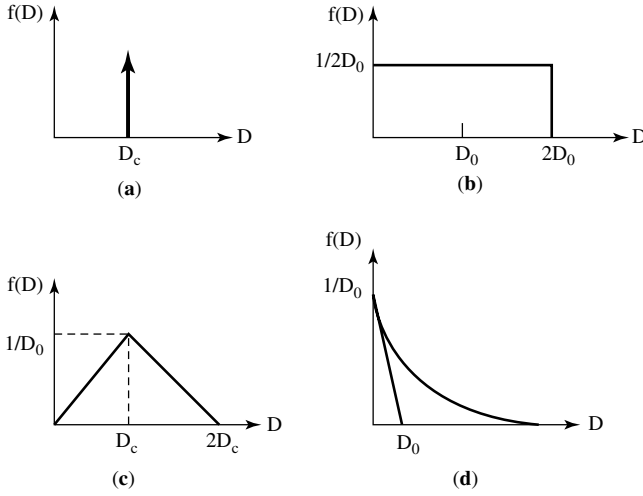 f(D)
D
D_c
(a)
f(D)
1/2D_0
D_0
2D_0
D
(b)
f(D)
1/D_0
D_c
2D_c
D
(c)
f(D)
1/D_0
D_0
D
(d)